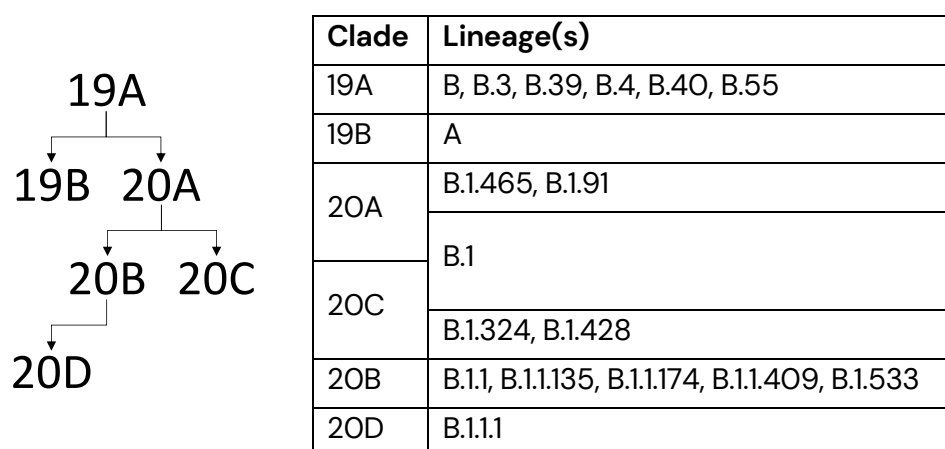 19A
19B 20A
20B 20C
20D
Clade Lineage(s)
19A B, B.3, B.39, B.4, B.40, B.55
19B A
20A B.1.465, B.1.91
B.1
20C
B.1.324, B.1.428
20B B.1.1, B.1.1.135, B.1.1.174, B.1.1.409, B.1.533
20D B.1.1.1